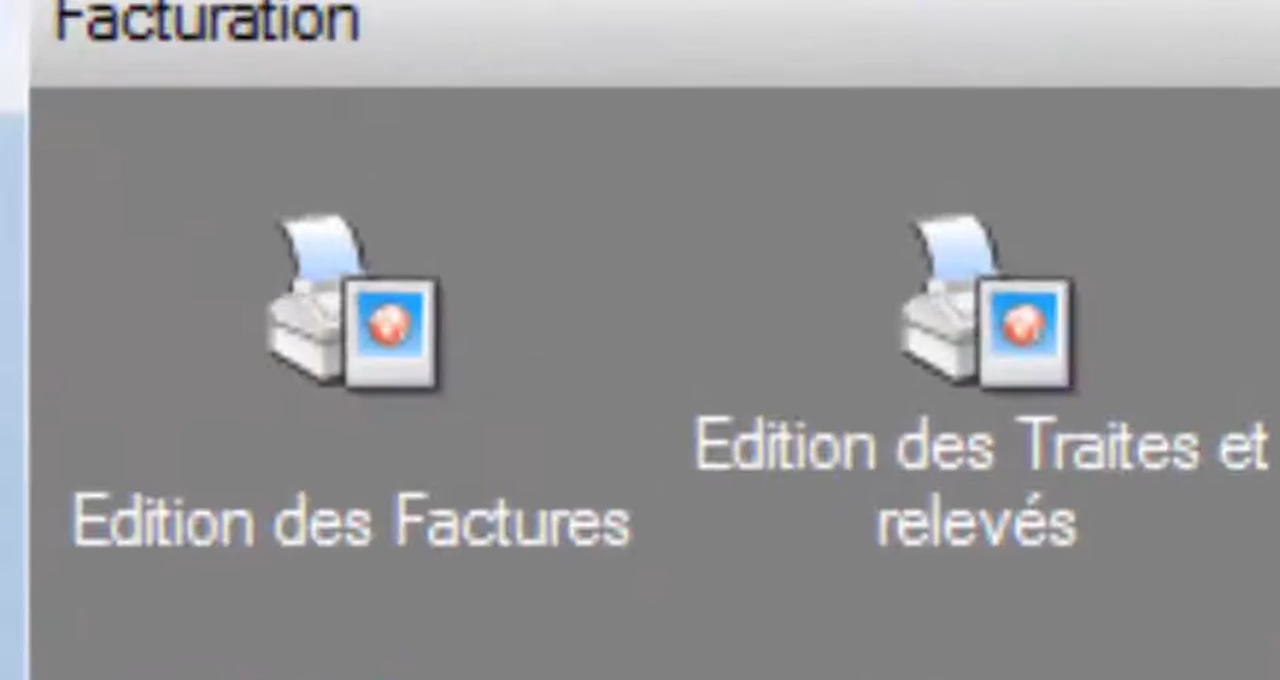 Facturation
Edition des Factures
Edition des Traites et
relevés